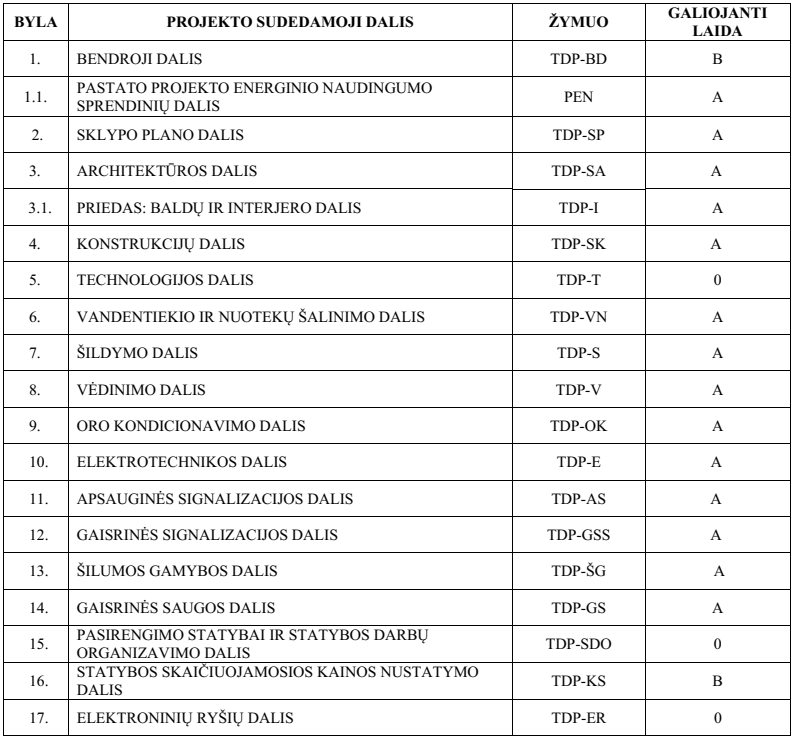 BYLA PROJEKTO SUDEDAMOJI DALIS ŽYMUO GALIOJANTI
LAIDA
1. BENDROJI DALIS TDP-BD B
1.1. PASTATO PROJEKTO ENERGINIO NAUDINGUMO
SPRENDINIŲ DALIS PEN A
2. SKLYPO PLANO DALIS TDP-SP A
3. ARCHITEKTŪROS DALIS TDP-SA A
3.1. PRIEDAS: BALDŲ IR INTERJERO DALIS TDP-I A
4. KONSTRUKCIJŲ DALIS TDP-SK A
5. TECHNOLOGIJOS DALIS TDP-T 0
6. VANDENTIEKIO IR NUOTEKŲ ŠALINIMO DALIS TDP-VN A
7. ŠILDYMO DALIS TDP-S A
8. VĖDINIMO DALIS TDP-V A
9. ORO KONDICIONAVIMO DALIS TDP-OK A
10. ELEKTROTECHNIKOS DALIS TDP-E A
11. APSAUGINĖS SIGNALIZACIJOS DALIS TDP-AS A
12. GAISRINĖS SIGNALIZACIJOS DALIS TDP-GSS A
13. ŠILUMOS GAMYBOS DALIS TDP-ŠG A
14. GAISRINĖS SAUGOS DALIS TDP-GS A
15. PASIRENGIMO STATYBAI IR STATYBOS DARBŲ
ORGANIZAVIMO DALIS TDP-SDO 0
16. STATYBOS SKAIČIUOJAMOSIOS KAINOS NUSTATYMO
DALIS TDP-KS B
17. ELEKTRONINIŲ RYŠIŲ DALIS TDP-ER 0